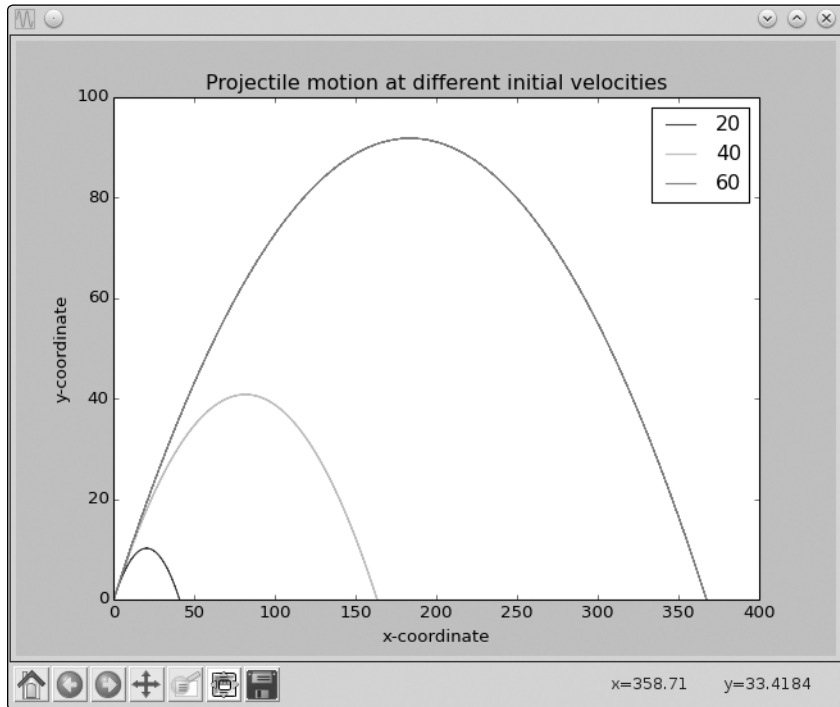 Projectile motion at different initial velocities
100
80
60
40
20
0
y-coordinate
20
40
60
0 50 100 150 200 250 300 350 400
x-coordinate
x=358.71 y=33.4184